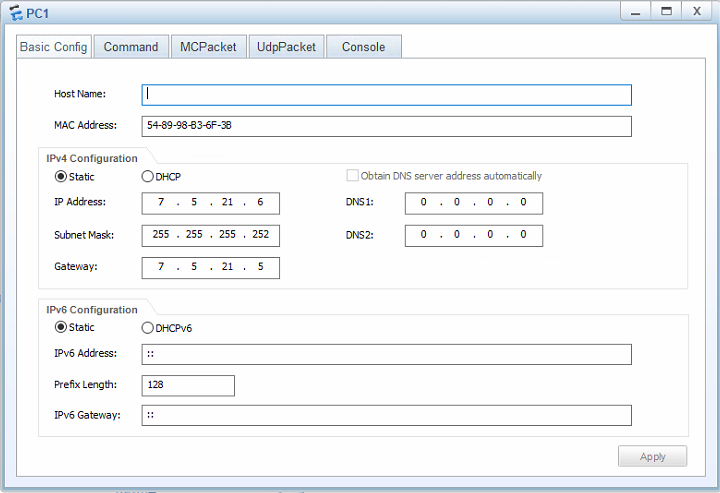 PC1
Basic Config Command MCPacket UdpPacket Console
Host Name:
MAC Address: 54-89-98-B3-6F-3B
IPv4 Configuration
Static DHCP Obtain DNS server address automatically
IP Address: 7 . 5 . 21 . 6 DNS1: 0 . 0 . 0 . 0
Subnet Mask: 255 . 255 . 255 . 252 DNS2: 0 . 0 . 0 . 0
Gateway: 7 . 5 . 21 . 5
IPv6 Configuration
Static DHCPv6
IPv6 Address: ::
Prefix Length: 128
IPv6 Gateway: ::
Apply